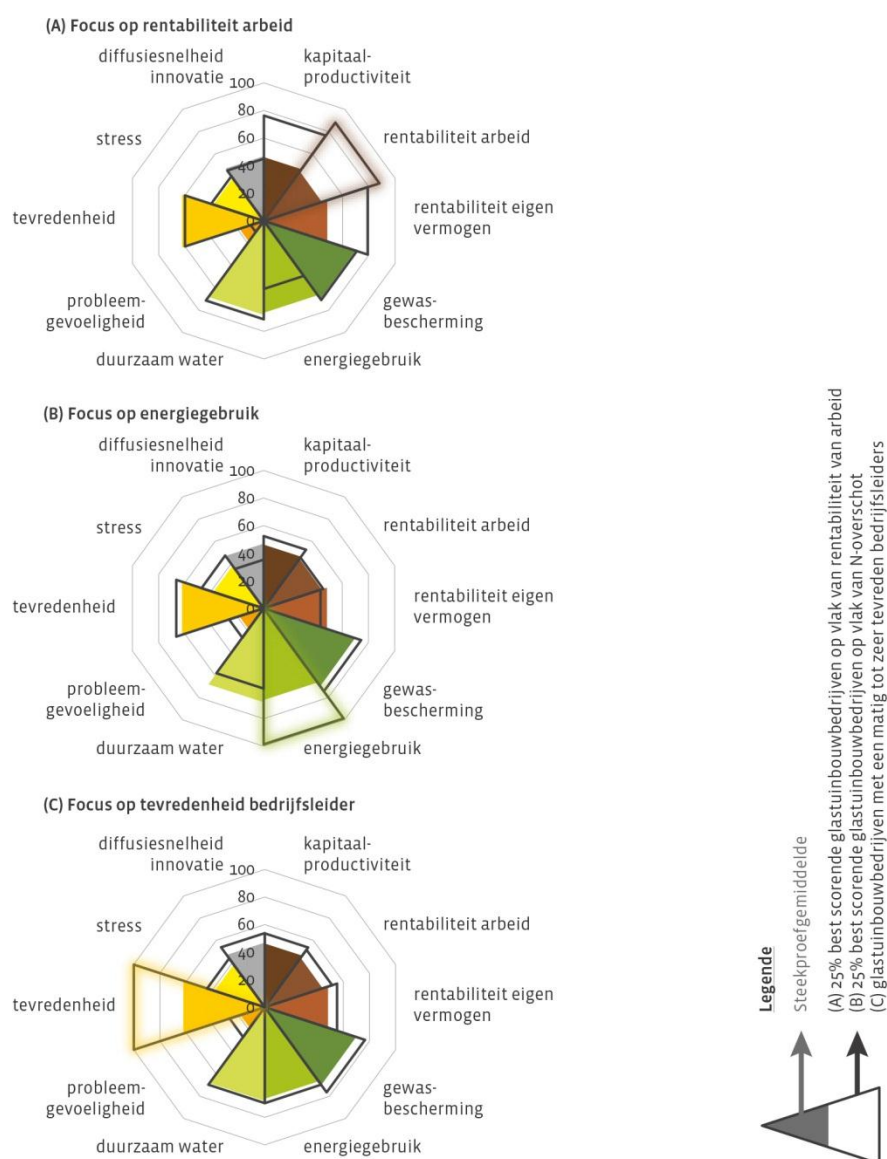 (A) Focus op rentabiliteit arbeid
diffusiesnelheid
innovatie
kapitaal-
productiviteit
100
80
60
40
20
0
stress
rentabiliteit arbeid
tevredenheid
rentabiliteit eigen
vermogen
probleem-
gevoeligheid
gewas-
bescherming
duurzaam water
energiegebruik
(B) Focus op energiegebruik
diffusiesnelheid
innovatie
kapitaal-
productiviteit
100
80
60
40
20
0
stress
rentabiliteit arbeid
tevredenheid
rentabiliteit eigen
vermogen
probleem-
gevoeligheid
gewas-
bescherming
duurzaam water
energiegebruik
(C) Focus op tevredenheid bedrijfsleider
diffusiesnelheid
innovatie
kapitaal-
productiviteit
100
80
60
40
20
0
stress
rentabiliteit arbeid
tevredenheid
rentabiliteit eigen
vermogen
probleem-
gevoeligheid
gewas-
bescherming
duurzaam water
energiegebruik
Legende
Steekproefgemiddelde
(A) 25% best scorende glastuinbouwbedrijven op vlak van rentabiliteit van arbeid
(B) 25% best scorende glastuinbouwbedrijven op vlak van N-overschot
(C) glastuinbouwbedrijven met een matig tot zeer tevreden bedrijfsleiders